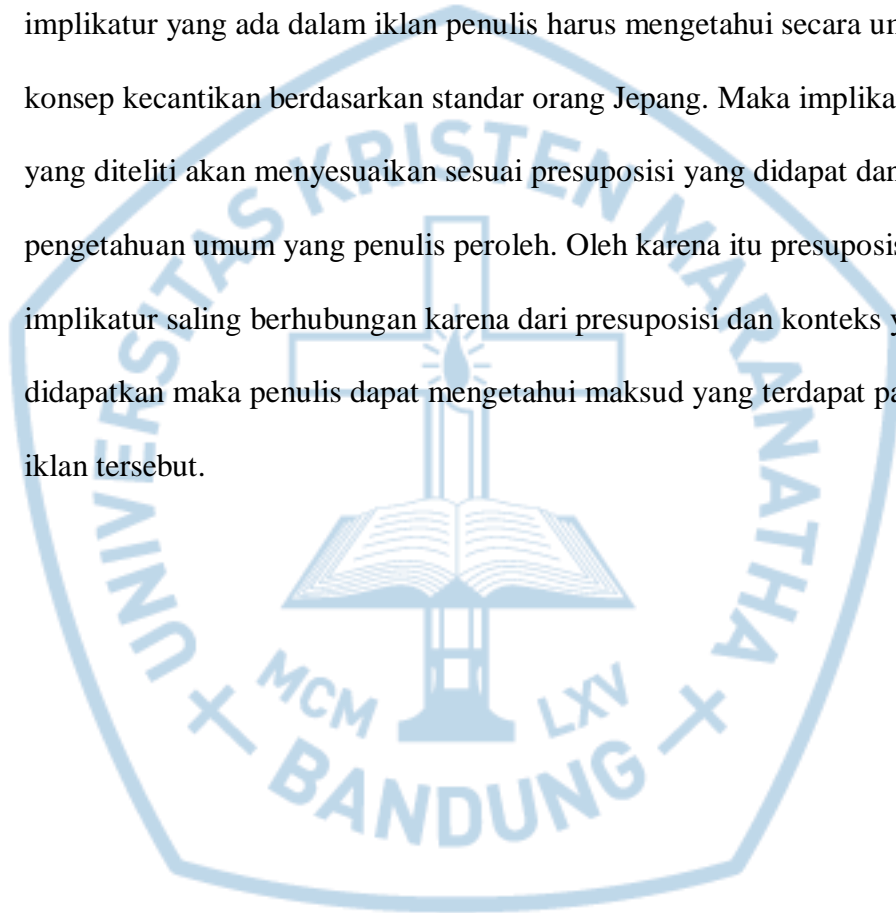 implikatur yang ada dalam iklan penulis harus mengetahui secara
konsep kecantikan berdasarkan standar orang Jepang. Maka
yang diteliti akan menyesuaikan sesuai presuposisi yang didapat dan
pengetahuan umum yang penulis peroleh. Oleh karena itu
implikatur saling berhubungan karena dari presuposisi dan konteks
didapatkan maka penulis dapat mengetahui maksud yang terdapat
iklan tersebut.
UNIVERSITAS KRISTEN MARANATHA
MCM LXV
BANDUNG